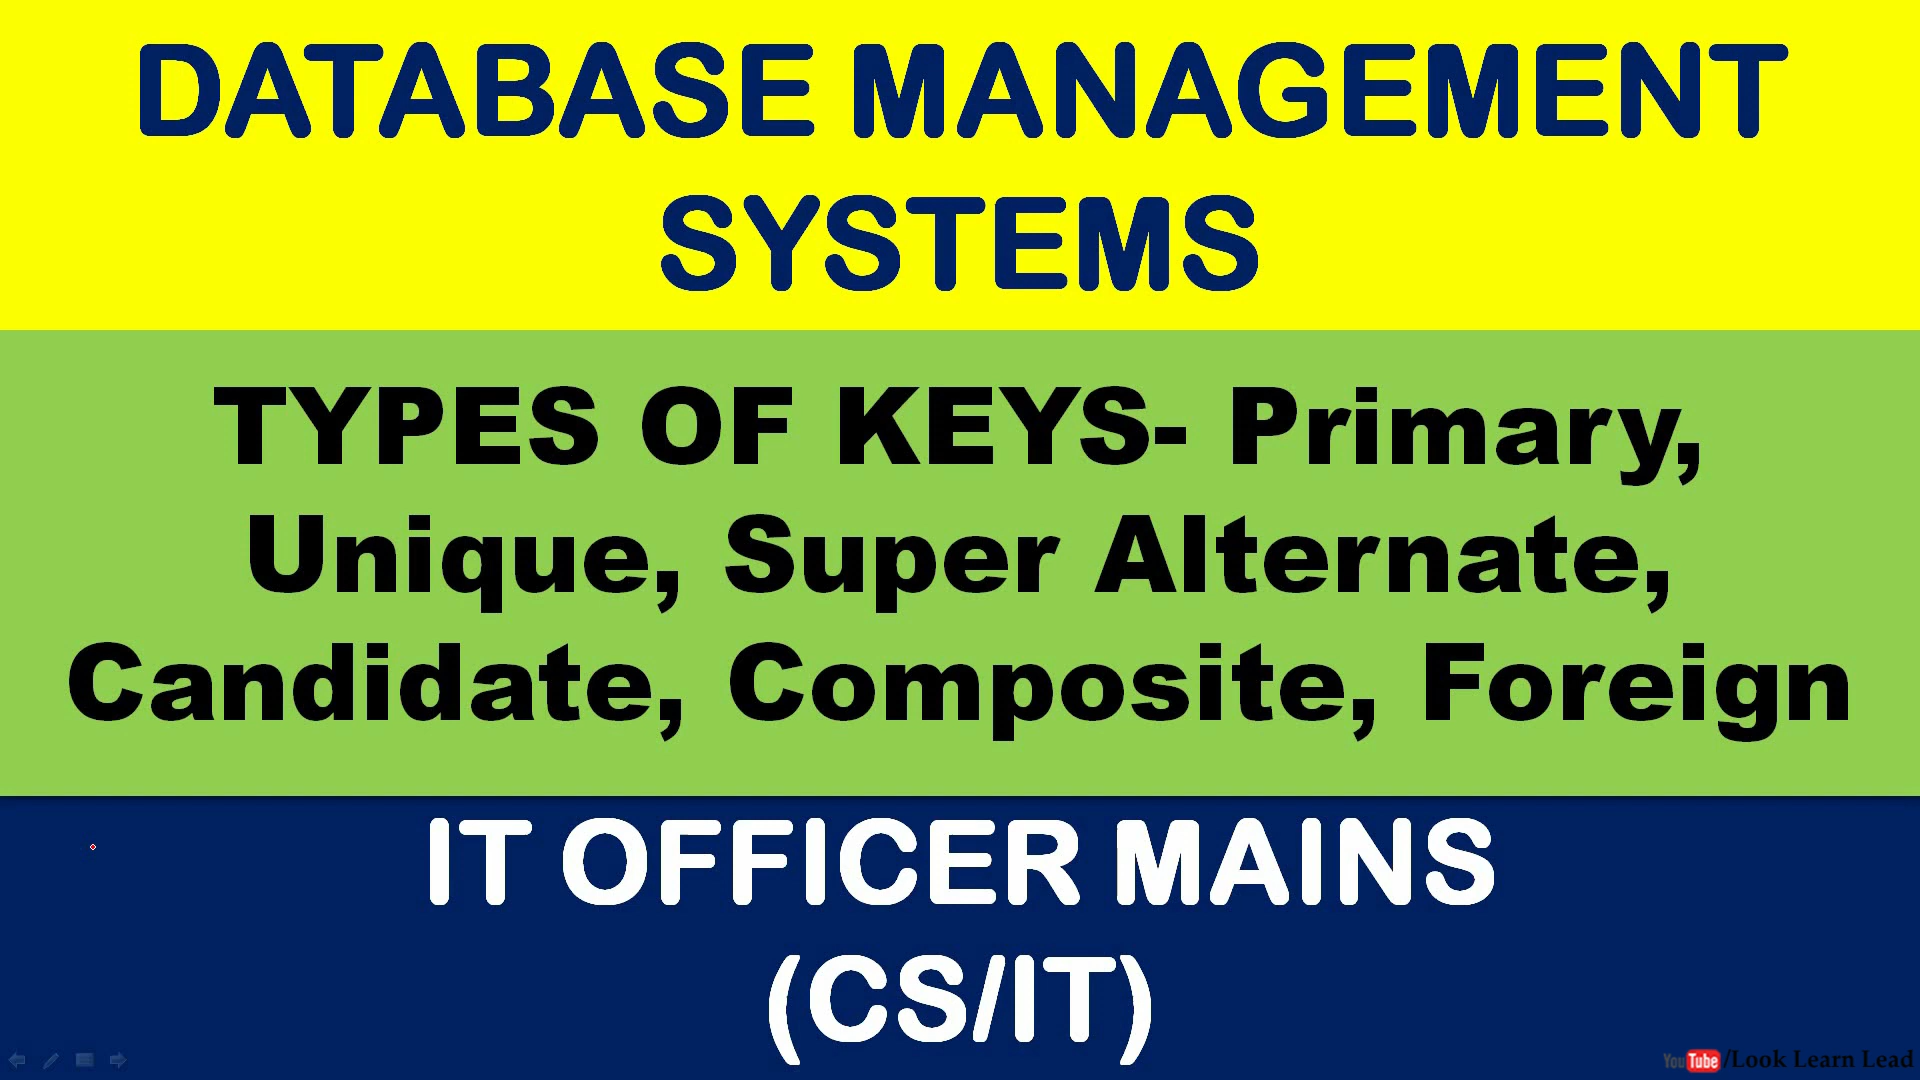 DATABASE MANAGEMENT
SYSTEMS
TYPES OF KEYS- Primary,
Unique, Super Alternate,
Candidate, Composite, Foreign
IT OFFICER MAINS
(CS/IT)
YouTube/Look Learn Lead